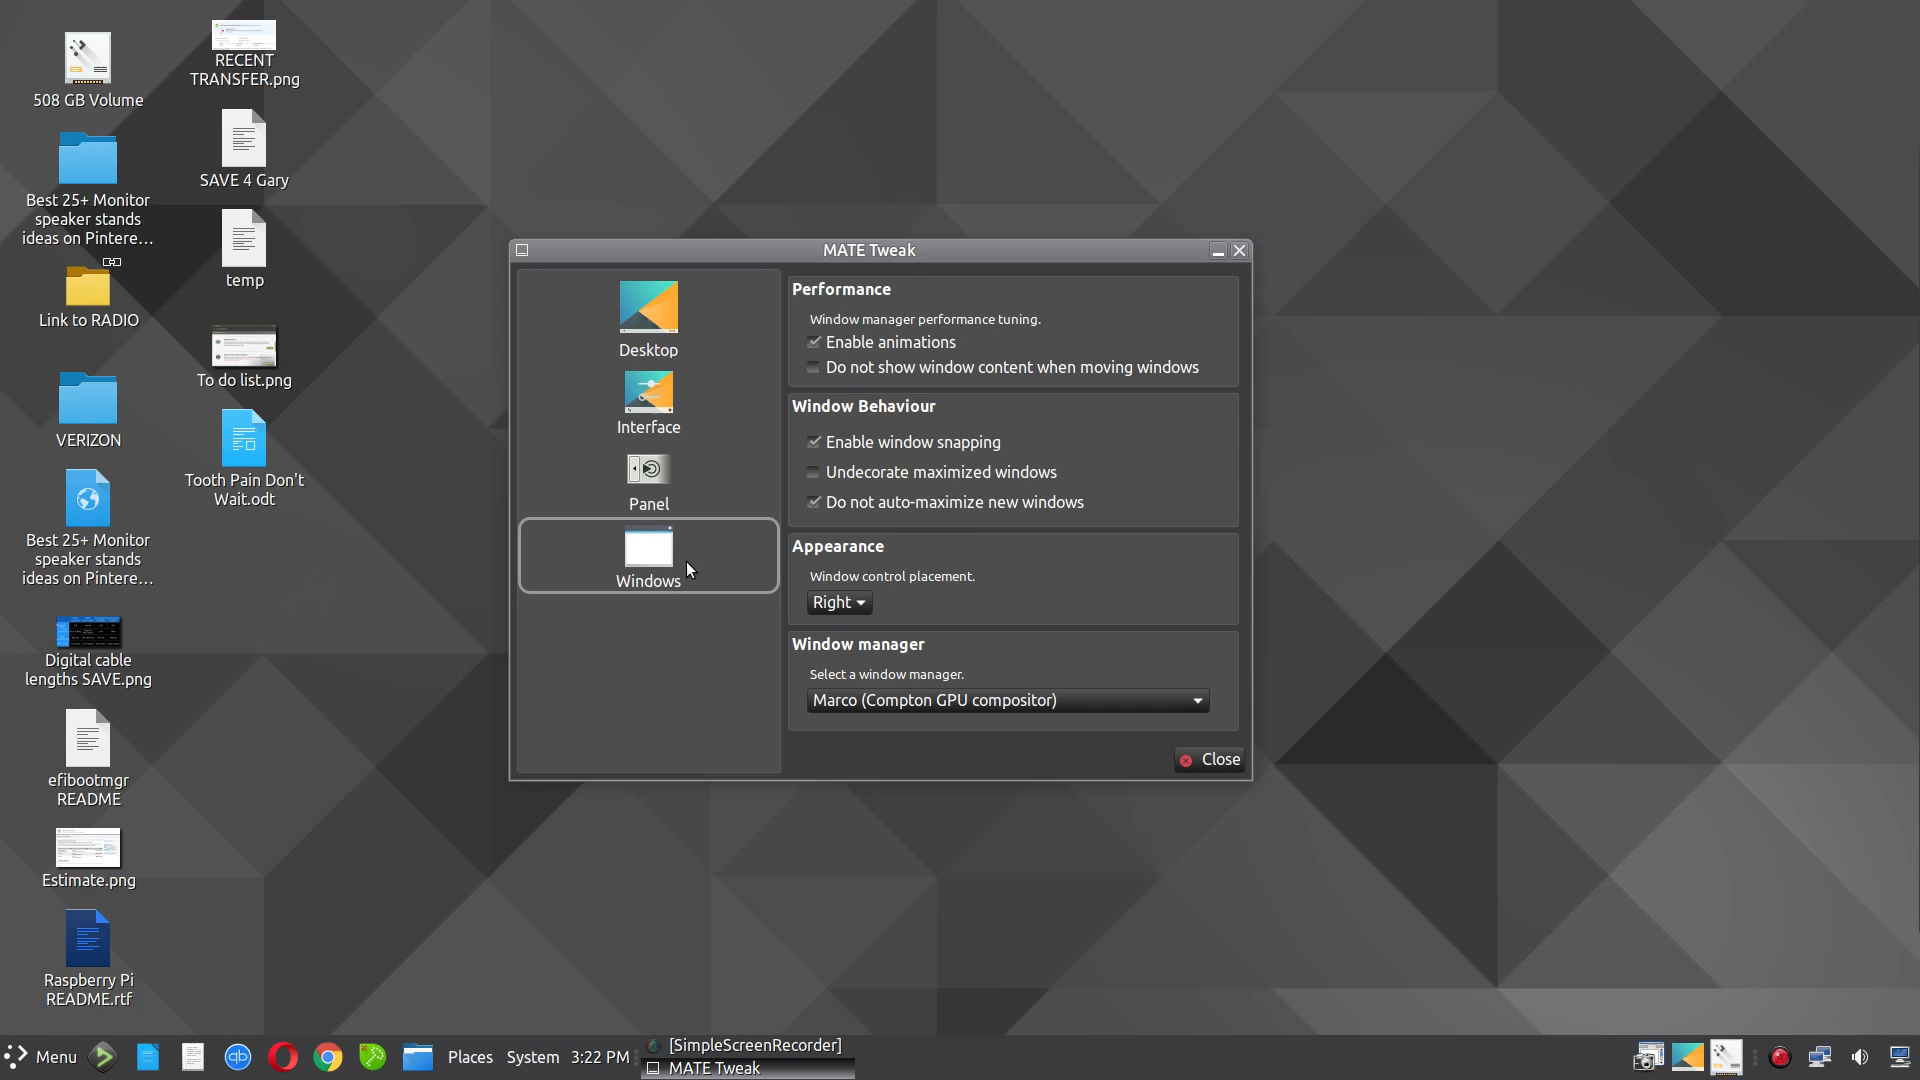 508 GB Volume
Best 25+ Monitor
speaker stands
ideas on Pintere...
Link to RADIO
VERIZON
Best 25+ Monitor
speaker stands
ideas on Pintere...
Digital cable
lengths SAVE.png
efibootmgr
README
Estimate.png
Raspberry Pi
README.rtf
RECENT
TRANSFER.png
SAVE 4 Gary
temp
To do list.png
Tooth Pain Don't
Wait.odt
MATE Tweak
Desktop
Interface
Panel
Windows
Performance
Window manager performance tuning.
Enable animations
Do not show window content when moving windows
Window Behaviour
Enable window snapping
Undecorate maximized windows
Do not auto-maximize new windows
Appearance
Window control placement.
Right
Window manager
Select a window manager.
Marco (Compton GPU compositor)
Close
Menu
qb
Places
System
3:22 PM
[SimpleScreenRecorder]
MATE Tweak